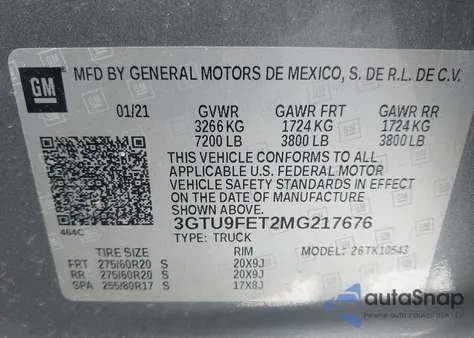 GM MFD BY GENERAL MOTORS DE MEXICO, S. DE R.L. DE C.V.
01/21 GVWR GAWR FRT GAWR RR
3266 KG 1724 KG 1724 KG
7200 LB 3800 LB 3800 LB
THIS VEHICLE CONFORMS TO ALL
APPLICABLE U.S. FEDERAL MOTOR
VEHICLE SAFETY STANDARDS IN EFFECT
ON THE DATE OF MANUFACTURE
SHOWN ABOVE.
464C 3GTU9FET2MG217676
TYPE: TRUCK MODEL: 26TK10543
TIRE SIZE RIM
FRT 275/60R20 S 20X9J
RR 275/60R20 S 20X9J
SPA 255/80R17 S 17X8J
autoSnap